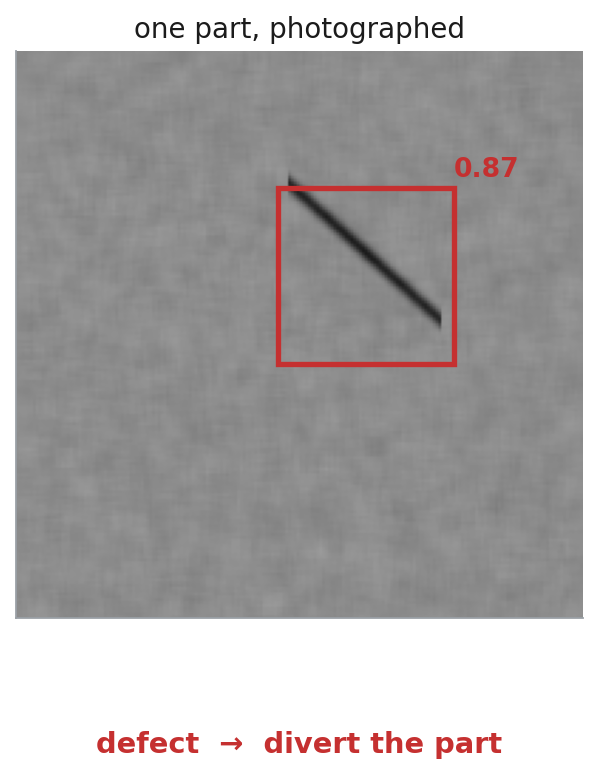 one part, photographed
0.87
defect → divert the part